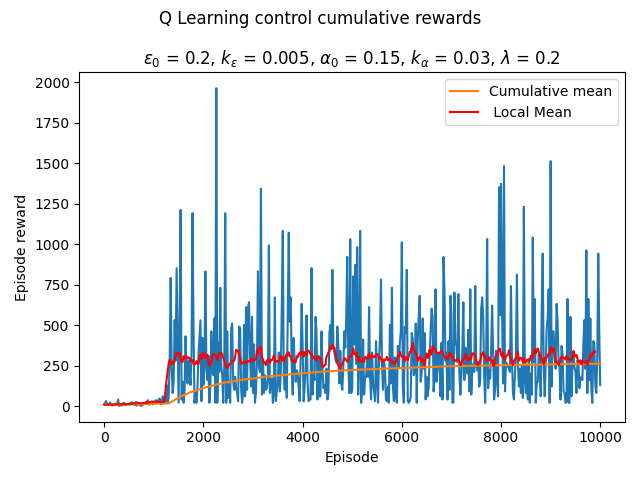 Q Learning control cumulative rewards
ε₀ = 0.2, kε = 0.005, α₀ = 0.15, kα = 0.03, λ = 0.2
Cumulative mean
Local Mean
2000
1750
1500
1250
1000
750
500
250
0
Episode reward
0 2000 4000 6000 8000 10000
Episode